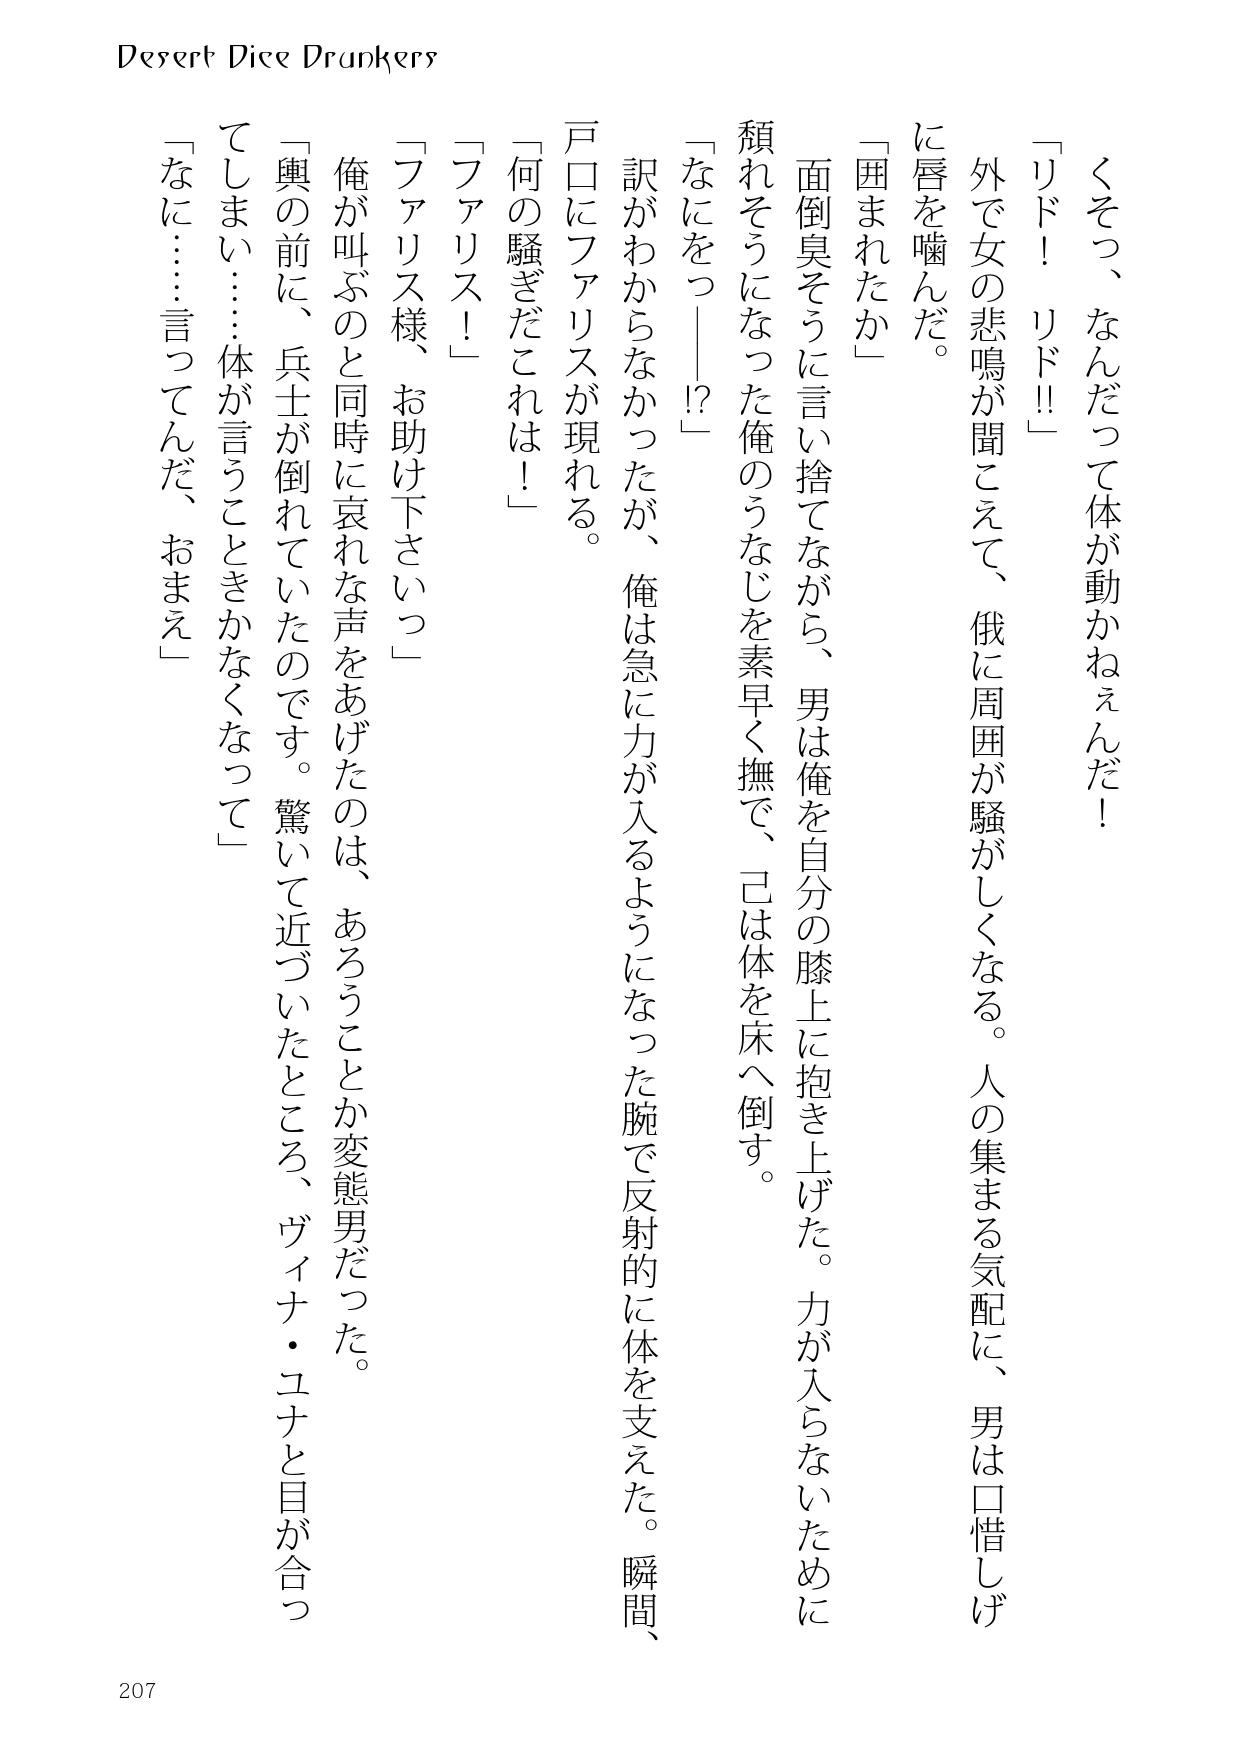 Desert Dice Drunkers
くそっ、なんだって体が動かねぇんだ！
「リド！　リド!!」
外で女の悲鳴が聞こえて、俄に周囲が騒がしくなる。人の集まる気配に、男は口惜しげ
に唇を噛んだ。
「囲まれたか」
面倒臭そうに言い捨てながら、男は俺を自分の膝上に抱き上げた。力が入らないために
頽れそうになった俺のうなじを素早く撫で、己は体を床へ倒す。
「なにをっ――!?」
訳がわからなかったが、俺は急に力が入るようになった腕で反射的に体を支えた。瞬間、
戸口にファリスが現れる。
「何の騒ぎだこれは！」
「ファリス！」
「ファリス様、お助け下さいっ」
俺が叫ぶのと同時に哀れな声をあげたのは、あろうことか変態男だった。
「輿の前に、兵士が倒れていたのです。驚いて近づいたところ、ヴィナ・ユナと目が合っ
てしまい……体が言うこときかなくなって」
「なに……言ってんだ、おまえ」
207